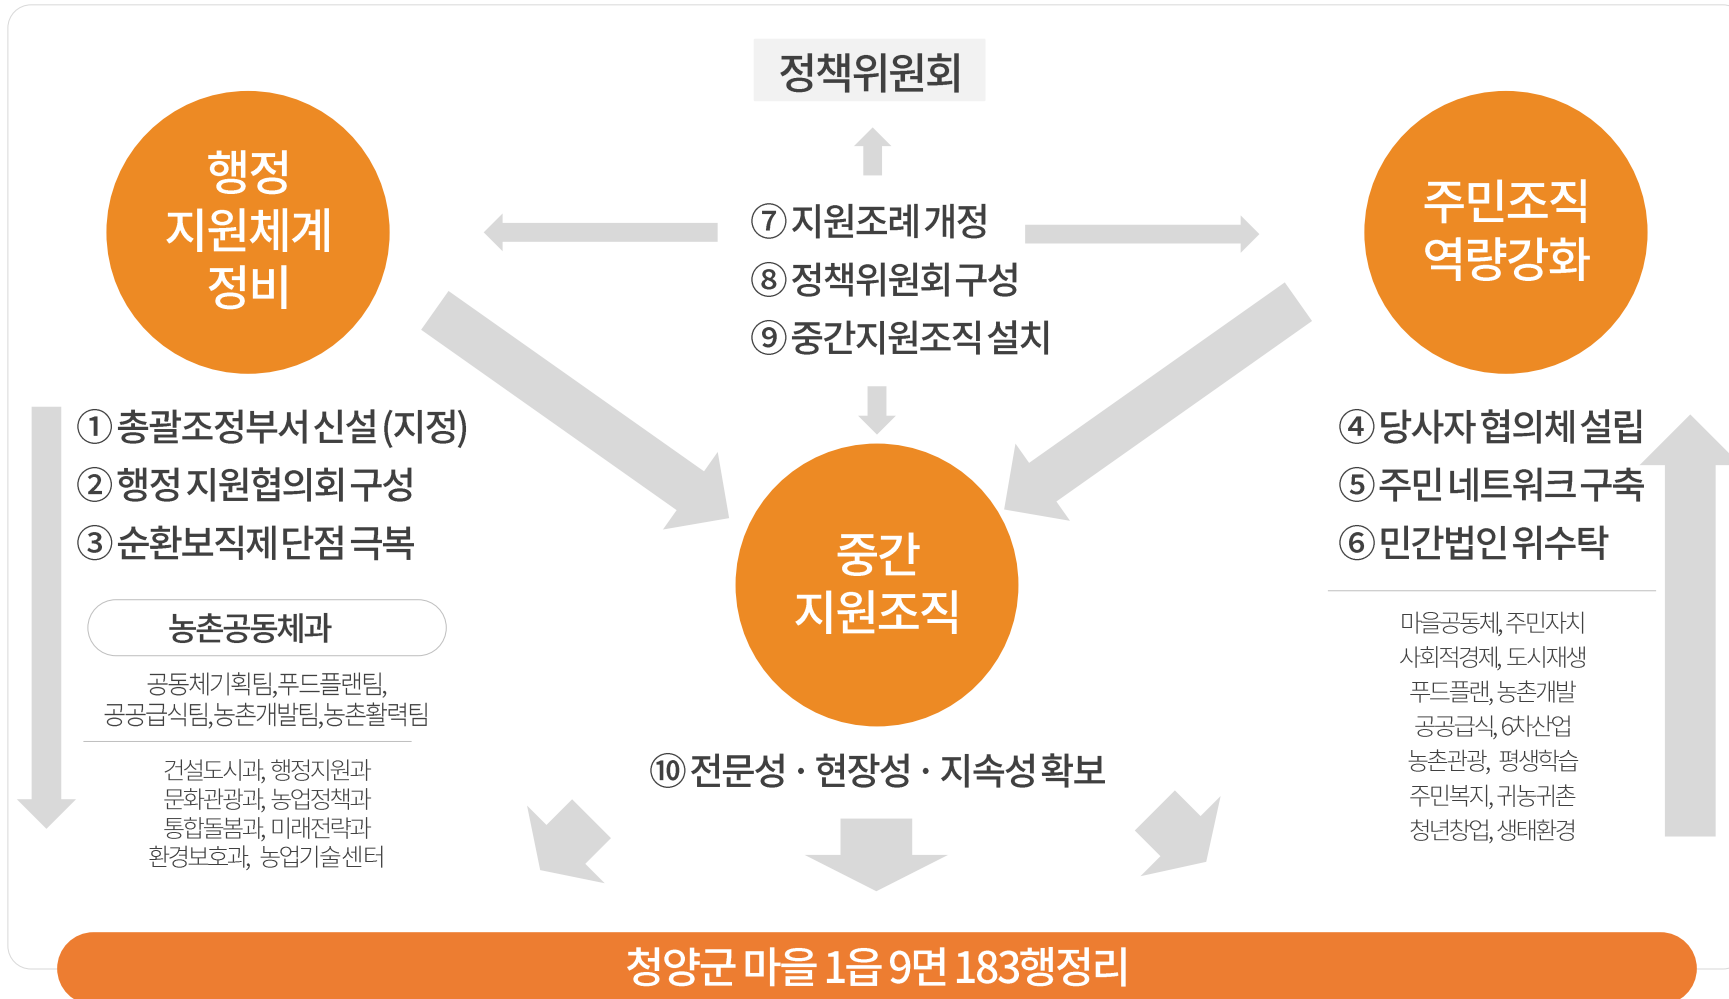 정책위원회
행정
지원체계
정비
⑦ 지원조례 개정
⑧ 정책위원회 구성
⑨ 중간지원조직 설치
주민조직
역량강화
① 총괄조정부서 신설 (지정)
② 행정 지원협의회 구성
③ 순환보직제 단점 극복
농촌공동체과
공동체기획팀,푸드플랜팀,
공공급식팀,농촌개발팀,농촌활력팀
건설도시과, 행정지원과
문화관광과, 농업정책과
통합돌봄과, 미래전략과
환경보호과, 농업기술센터
중간
지원조직
⑩ 전문성 · 현장성 · 지속성 확보
④ 당사자 협의체 설립
⑤ 주민 네트워크 구축
⑥ 민간법인 위수탁
마을공동체, 주민자치
사회적경제, 도시재생
푸드플랜, 농촌개발
공공급식, 6차산업
농촌관광, 평생학습
주민복지, 귀농귀촌
청년창업, 생태환경
청양군 마을 1읍 9면 183행정리